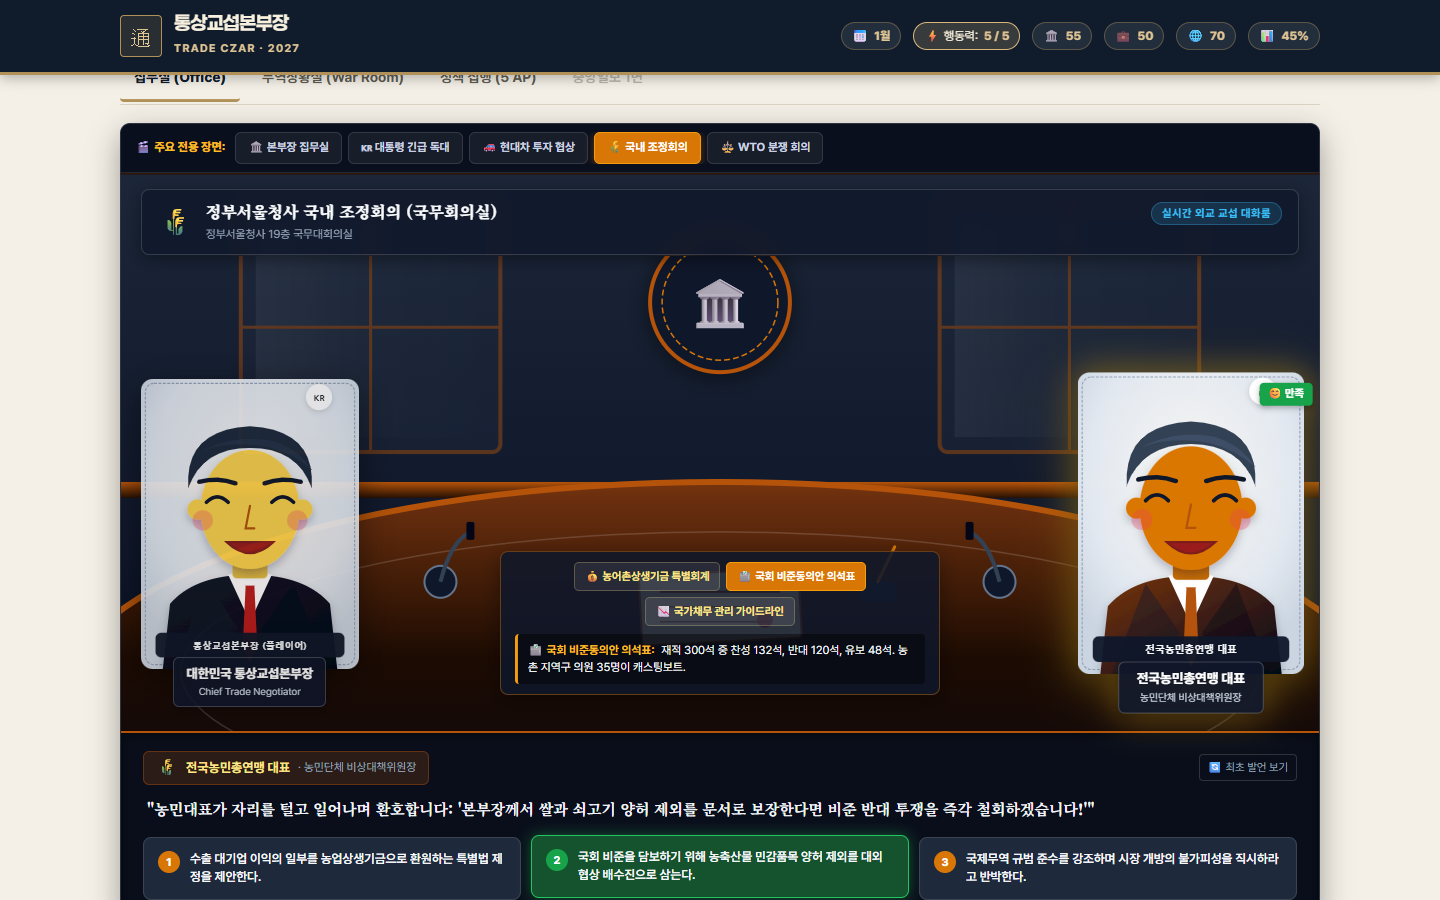 通
통상교섭본부장
TRADE CZAR · 2027
1월
행동력: 5 / 5
55
50
70
45%
집무실 (Office)
무역상황실 (War Room)
정책 집행 (5 AP)
중앙일보 1면
주요 전용 장면:
본부장 집무실
KR 대통령 긴급 독대
현대차 투자 협상
국내 조정회의
WTO 분쟁 회의
정부서울청사 국내 조정회의 (국무회의실)
정부서울청사 19층 국무대회의실
실시간 외교 교섭 대화룸
KR
만족
농어촌상생기금 특별회계
국회 비준동의안 의석표
국가채무 관리 가이드라인
국회 비준동의안 의석표: 재적 300석 중 찬성 132석, 반대 120석, 유보 48석. 농
촌 지역구 의원 35명이 캐스팅보트.
통상교섭본부장 (플레이어)
대한민국 통상교섭본부장
Chief Trade Negotiator
전국농민총연맹 대표
전국농민총연맹 대표
농민단체 비상대책위원장
전국농민총연맹 대표 · 농민단체 비상대책위원장
최초 발언 보기
"농민대표가 자리를 털고 일어나며 환호합니다: '본부장께서 쌀과 쇠고기 양허 제외를 문서로 보장한다면 비준 반대 투쟁을 즉각 철회하겠습니다!'"
1
수출 대기업 이익의 일부를 농업상생기금으로 환원하는 특별법 제
정을 제안한다.
2
국회 비준을 담보하기 위해 농축산물 민감품목 양허 제외를 대외
협상 배수진으로 삼는다.
3
국제무역 규범 준수를 강조하며 시장 개방의 불가피성을 직시하라
고 반박한다.